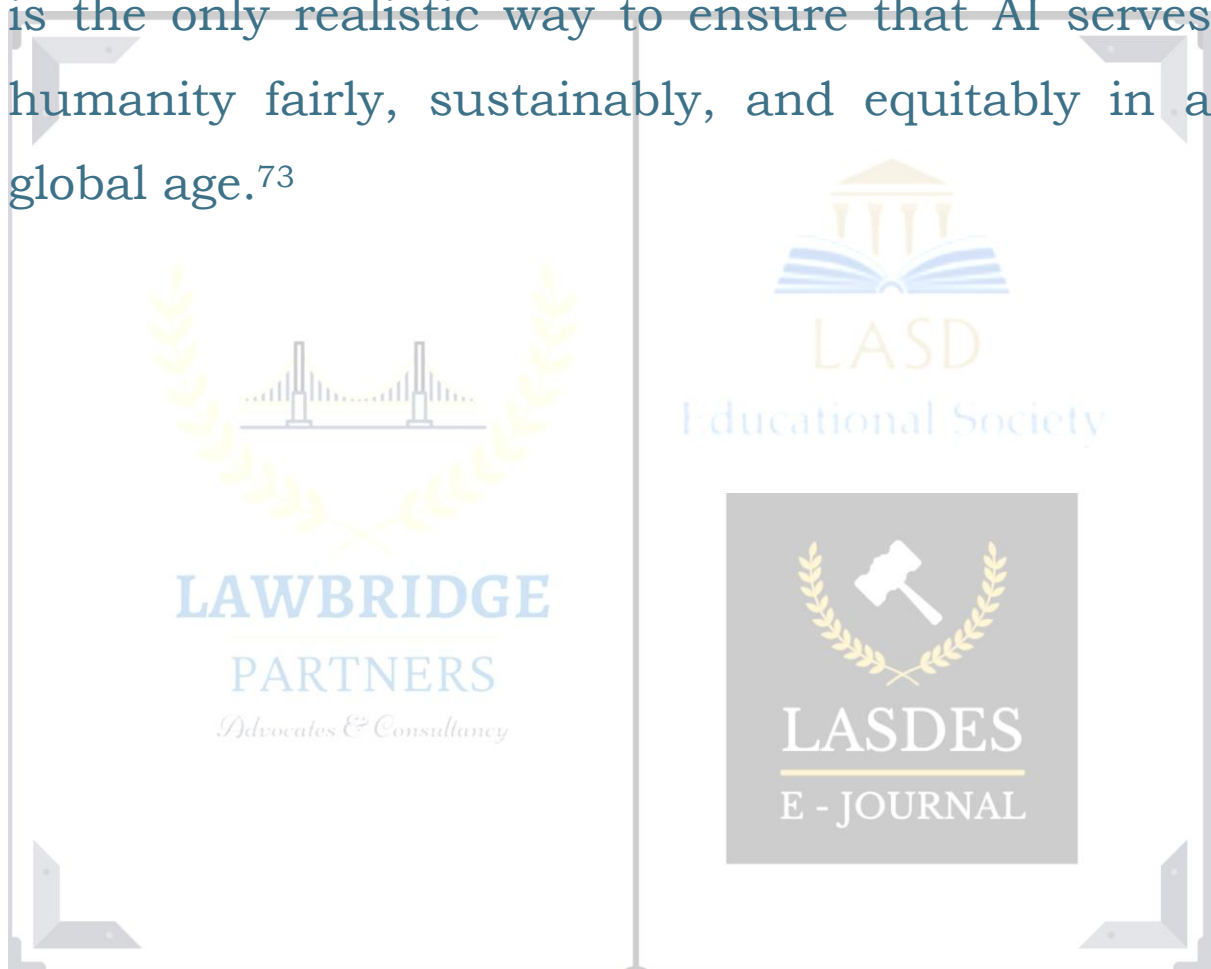 is the only realistic way to ensure that AI serves
humanity fairly, sustainably, and equitably in a
global age.73
LASD
Educational Society
LAWBRIDGE
PARTNERS
Advocates & Consultancy
LASDES
E - JOURNAL